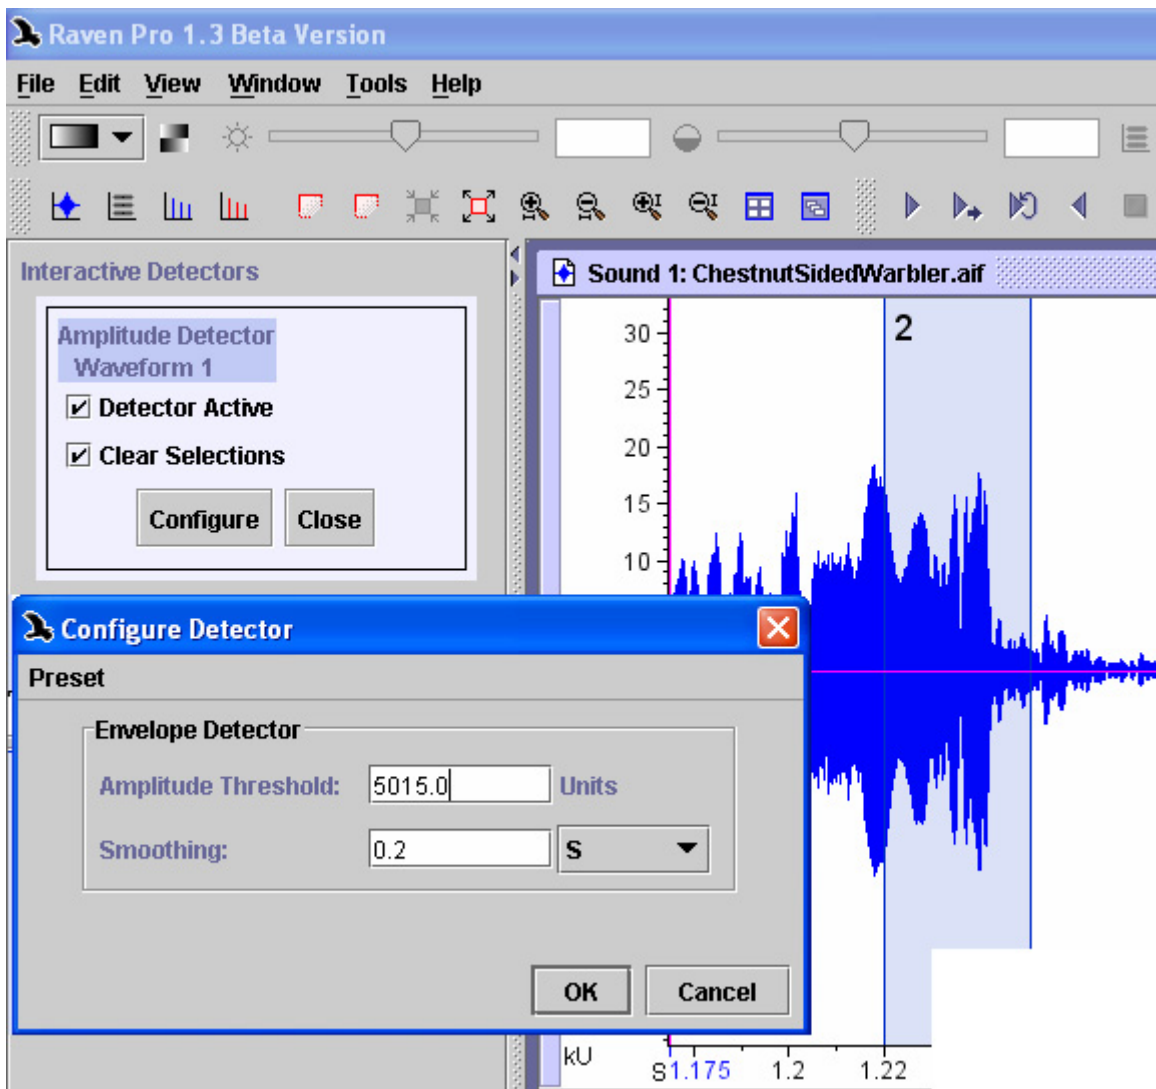 Raven Pro 1.3 Beta Version
File Edit View Window Tools Help
Interactive Detectors
Amplitude Detector
Waveform 1
Detector Active
Clear Selections
Configure Close
Sound 1: ChestnutSidedWarbler.aif
2
30
25
20
15
10
Configure Detector
Preset
Envelope Detector
Amplitude Threshold: 5015.0 Units
Smoothing: 0.2 S
OK Cancel
kU
S 1.175 1.2 1.22